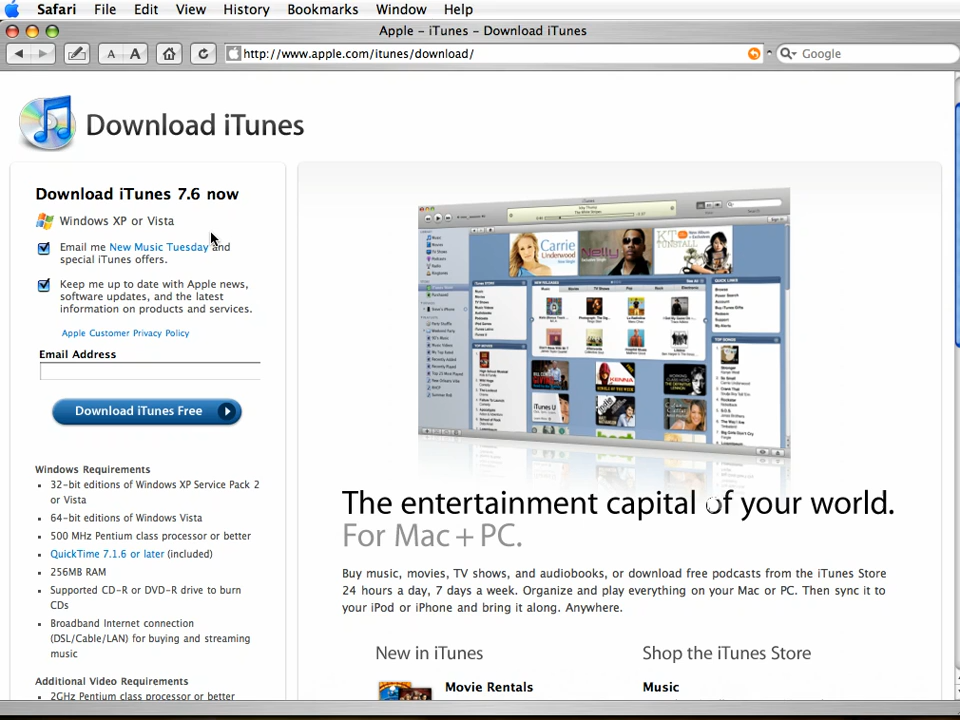 Safari File Edit View History Bookmarks Window Help
Apple – iTunes – Download iTunes
A A http://www.apple.com/itunes/download/ Google
Download iTunes
Download iTunes 7.6 now
Windows XP or Vista
Email me New Music Tuesday and
special iTunes offers.
Keep me up to date with Apple news,
software updates, and the latest
information on products and services.
Apple Customer Privacy Policy
Email Address
Download iTunes Free
Windows Requirements
32-bit editions of Windows XP Service Pack 2
or Vista
64-bit editions of Windows Vista
500 MHz Pentium class processor or better
QuickTime 7.1.6 or later (included)
256MB RAM
Supported CD-R or DVD-R drive to burn
CDs
Broadband Internet connection
(DSL/Cable/LAN) for buying and streaming
music
Additional Video Requirements
2GHz Pentium class processor or better
Carrie
Underwood
Nelly
KT
TUNSTALL
KENNA
iTunes U
The entertainment capital of your world.
For Mac + PC.
Buy music, movies, TV shows, and audiobooks, or download free podcasts from the iTunes Store
24 hours a day, 7 days a week. Organize and play everything on your Mac or PC. Then sync it to
your iPod or iPhone and bring it along. Anywhere.
New in iTunes
Movie Rentals
Shop the iTunes Store
Music